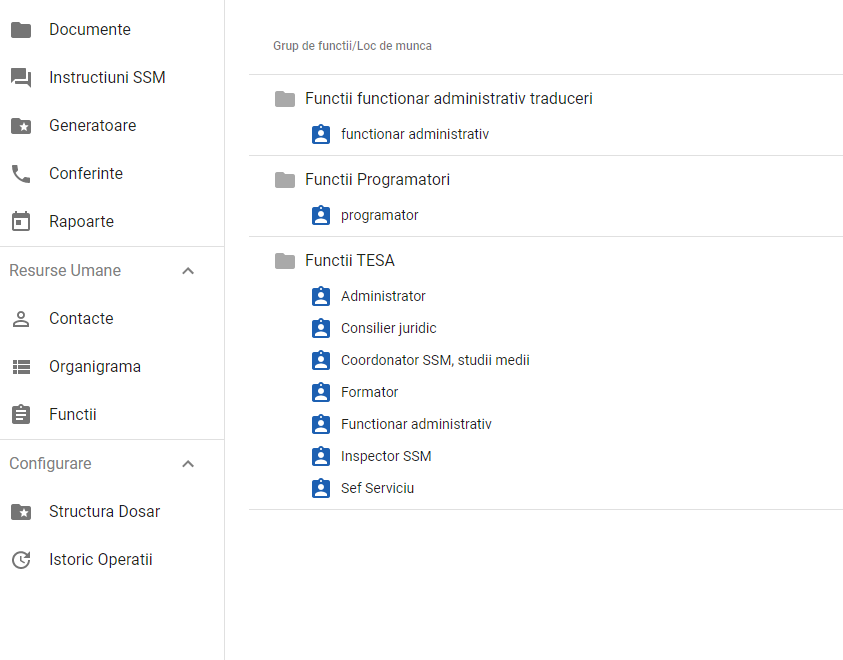 Documente
Instructiuni SSM
Generatoare
Conferinte
Rapoarte
Resurse Umane
Contacte
Organigrama
Functii
Configurare
Structura Dosar
Istoric Operatii
Grup de functii/Loc de munca
Functii functionar administrativ traduceri
functionar administrativ
Functii Programatori
programator
Functii TESA
Administrator
Consilier juridic
Coordonator SSM, studii medii
Formator
Functionar administrativ
Inspector SSM
Sef Serviciu